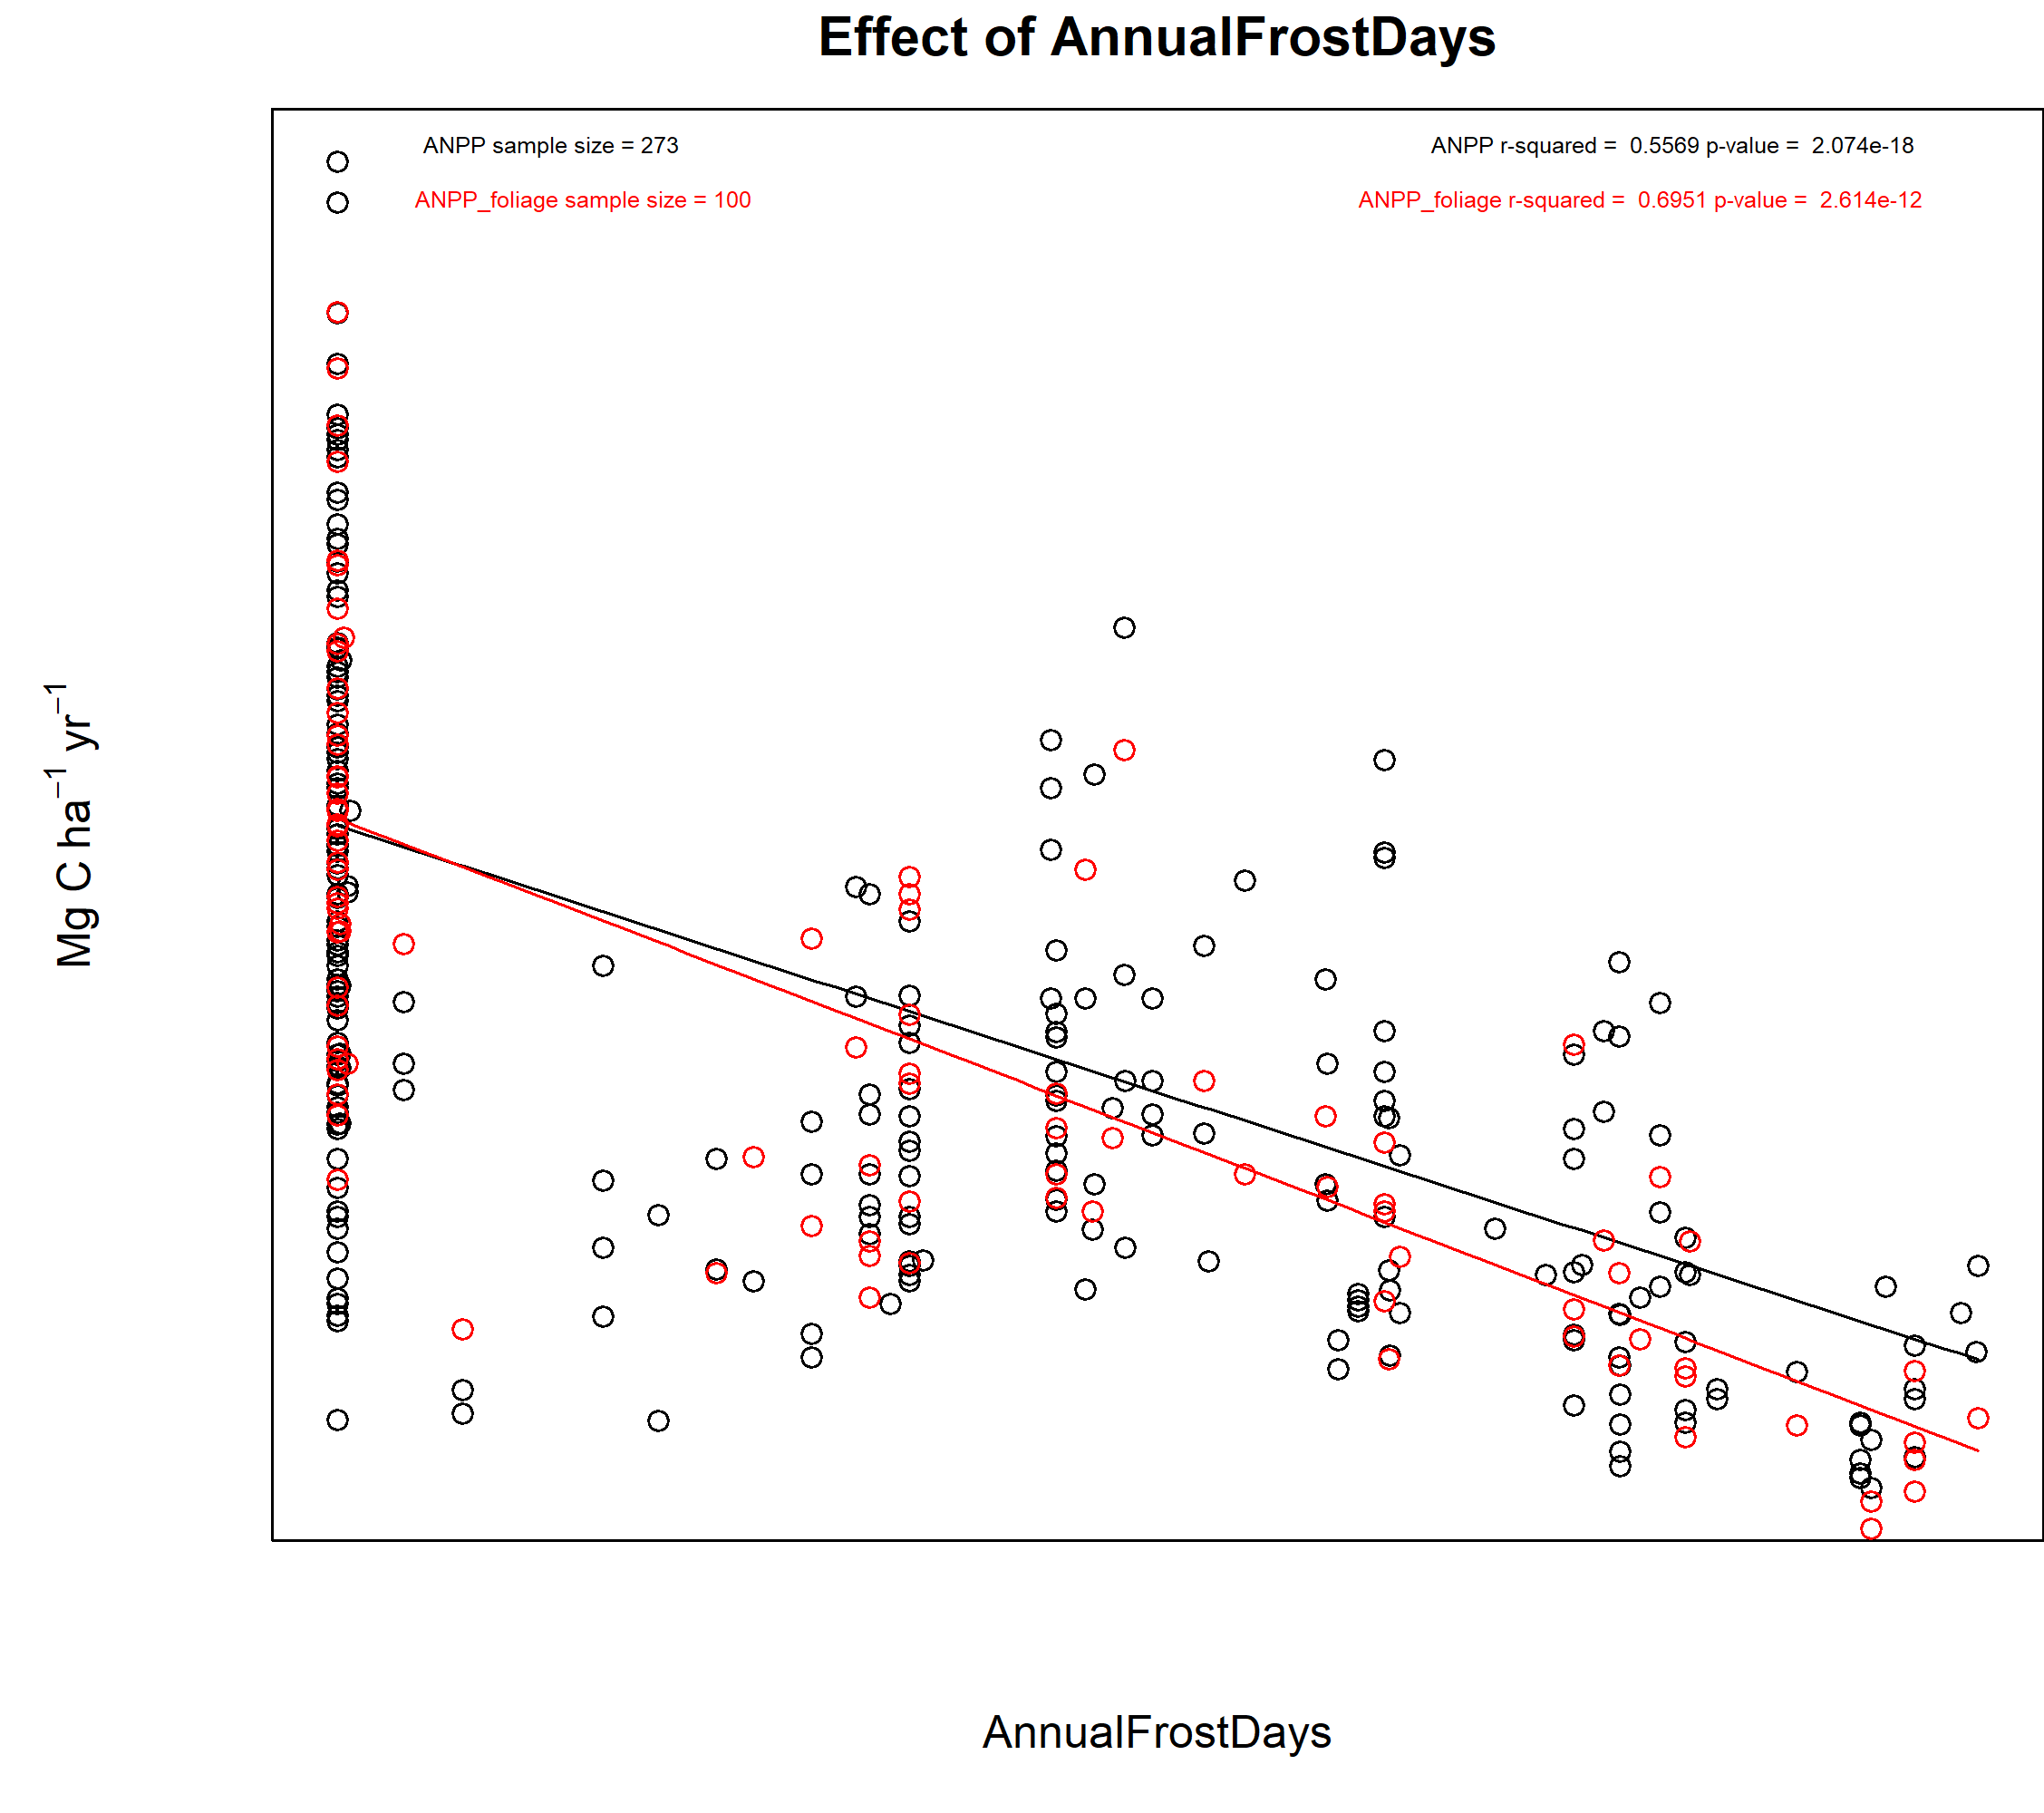 Effect of AnnualFrostDays
ANPP sample size = 273
ANPP r-squared = 0.5569 p-value = 2.074e-18
ANPP_foliage sample size = 100
ANPP_foliage r-squared = 0.6951 p-value = 2.614e-12
Mg C ha⁻¹ yr⁻¹
AnnualFrostDays